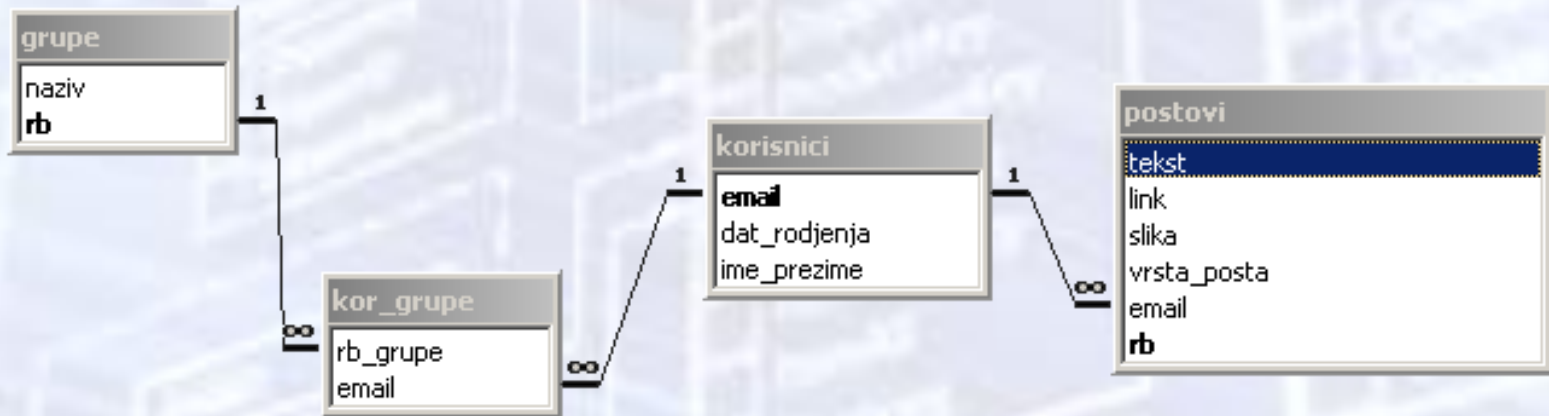 grupe
naziv
rb
1
∞
kor_grupe
rb_grupe
email
∞
1
korisnici
email
dat_rodjenja
ime_prezime
1
∞
postovi
tekst
link
slika
vrsta_posta
email
rb